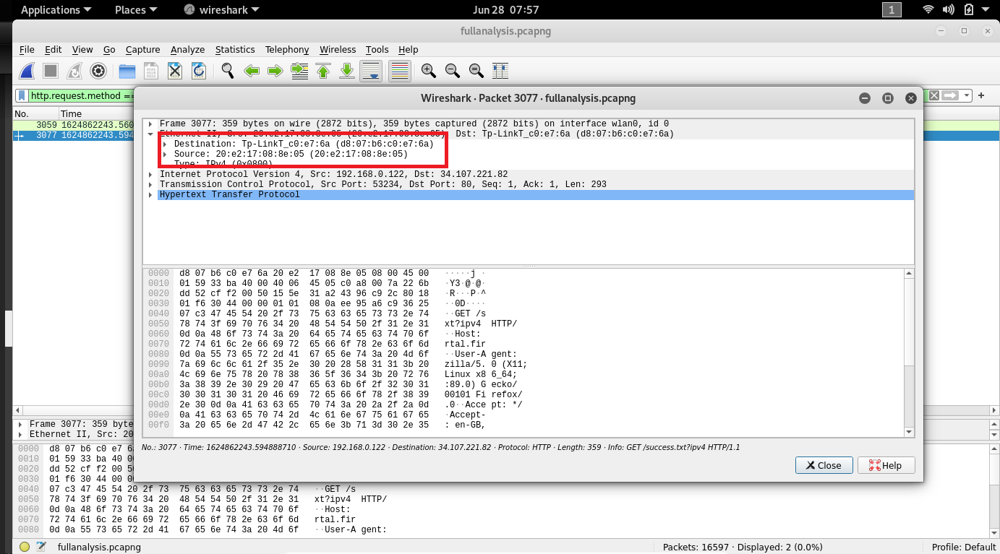 Applications Places wireshark Jun 28 07:57 1
fullanalysis.pcapng
File Edit View Go Capture Analyze Statistics Telephony Wireless Tools Help
http.request.method ==
Wireshark · Packet 3077 · fullanalysis.pcapng
No. Time
3059 1624862243.560
3077 1624862243.594
Frame 3077: 359 bytes on wire (2872 bits), 359 bytes captured (2872 bits) on interface wlan0, id 0
Ethernet II, Src: 20:e2:17:08:8e:05 (20:e2:17:08:8e:05), Dst: Tp-LinkT_c0:e7:6a (d8:07:b6:c0:e7:6a)
Destination: Tp-LinkT_c0:e7:6a (d8:07:b6:c0:e7:6a)
Source: 20:e2:17:08:8e:05 (20:e2:17:08:8e:05)
Type: IPv4 (0x0800)
Internet Protocol Version 4, Src: 192.168.0.122, Dst: 34.107.221.82
Transmission Control Protocol, Src Port: 53234, Dst Port: 80, Seq: 1, Ack: 1, Len: 293
Hypertext Transfer Protocol
0000 d8 07 b6 c0 e7 6a 20 e2 17 08 8e 05 08 00 45 00 ·····j ·
0010 01 59 33 ba 40 00 40 06 45 05 c0 a8 00 7a 22 6b ·Y3·@·@·
0020 dd 52 cf f2 00 50 15 5e 31 a2 43 96 c9 2c 80 18 ·R···P·^
0030 01 f6 30 44 00 00 01 01 08 0a ee 95 a6 c9 36 25 ··0D····
0040 07 c3 47 45 54 20 2f 73 75 63 63 65 73 73 2e 74 ··GET /s
0050 78 74 3f 69 70 76 34 20 48 54 54 50 2f 31 2e 31 xt?ipv4 HTTP/
0060 0d 0a 48 6f 73 74 3a 20 64 65 74 65 63 74 70 6f ··Host:
0070 72 74 61 6c 2e 66 69 72 65 66 6f 78 2e 63 6f 6d rtal.fir
0080 0d 0a 55 73 65 72 2d 41 67 65 6e 74 3a 20 4d 6f ··User-A gent:
0090 7a 69 6c 6c 61 2f 35 2e 30 20 28 58 31 31 3b 20 zilla/5. 0 (X11;
00a0 4c 69 6e 75 78 20 78 38 36 5f 36 34 3b 20 72 76 Linux x8 6_64;
00b0 3a 38 39 2e 30 29 20 47 65 63 6b 6f 2f 32 30 31 :89.0) G ecko/
00c0 30 30 31 30 31 20 46 69 72 65 66 6f 78 2f 38 39 00101 Fi refox/
00d0 2e 30 0d 0a 41 63 63 65 70 74 3a 20 2a 2f 2a 0d .0··Acce pt: */
00e0 0a 41 63 63 65 70 74 2d 4c 61 6e 67 75 61 67 65 ·Accept-
00f0 3a 20 65 6e 2d 47 42 2c 65 6e 3b 71 3d 30 2e 35 : en-GB,
No.: 3077 · Time: 1624862243.594888710 · Source: 192.168.0.122 · Destination: 34.107.221.82 · Protocol: HTTP · Length: 359 · Info: GET /success.txt?ipv4 HTTP/1.1
Close Help
Frame 3077: 359 byte
Ethernet II, Src: 20
0000 d8 07 b6 c0 e7 6a
0010 01 59 33 ba 40 00
0020 dd 52 cf f2 00 50
0030 01 f6 30 44 00 00
0040 07 c3 47 45 54 20 2f 73 75 63 63 65 73 73 2e 74 ··GET /s
0050 78 74 3f 69 70 76 34 20 48 54 54 50 2f 31 2e 31 xt?ipv4 HTTP/
0060 0d 0a 48 6f 73 74 3a 20 64 65 74 65 63 74 70 6f ··Host:
0070 72 74 61 6c 2e 66 69 72 65 66 6f 78 2e 63 6f 6d rtal.fir
0080 0d 0a 55 73 65 72 2d 41 67 65 6e 74 3a 20 4d 6f ··User-A gent:
fullanalysis.pcapng Packets: 16597 · Displayed: 2 (0.0%) Profile: Default